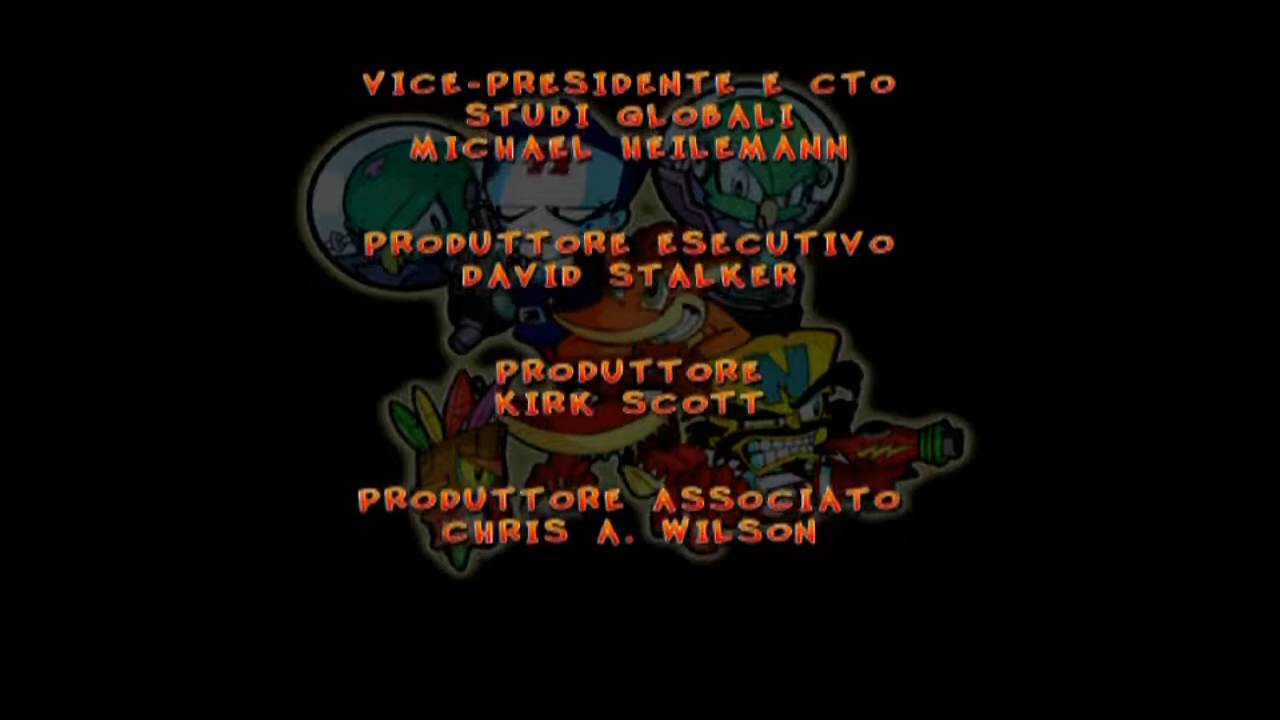 VICE-PRESIDENTE E CTO
STUDI GLOBALI
MICHAEL HEILEMANN
PRODUTTORE ESECUTIVO
DAVID STALKER
PRODUTTORE
KIRK SCOTT
PRODUTTORE ASSOCIATO
CHRIS A. WILSON
N